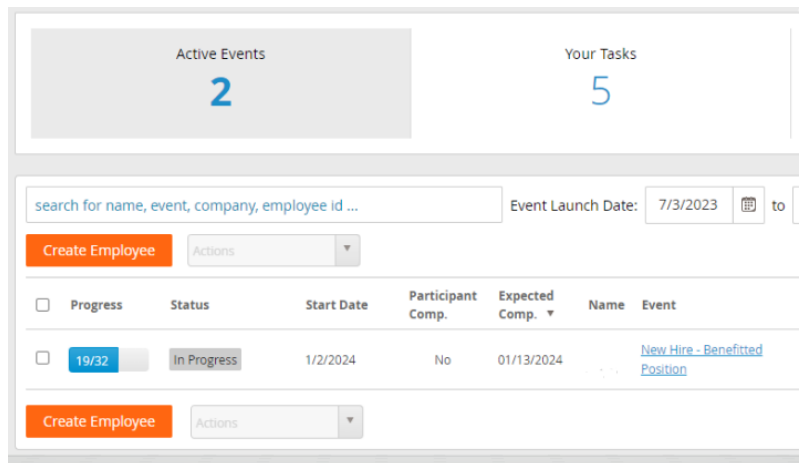 Active Events
2
Your Tasks
5
search for name, event, company, employee id ...
Event Launch Date: 7/3/2023 to
Create Employee Actions
Progress Status Start Date Participant Comp. Expected Comp. ▼ Name Event
19/32 In Progress 1/2/2024 No 01/13/2024 New Hire - Benefitted
Position
Create Employee Actions